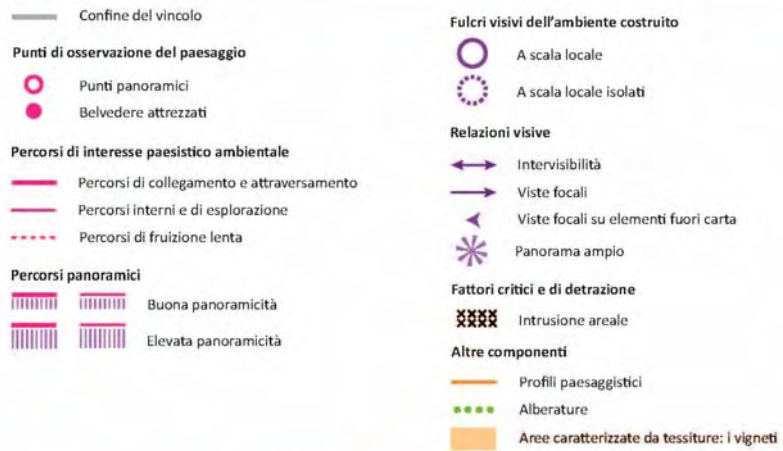 Confine del vincolo
Punti di osservazione del paesaggio
Punti panoramici
Belvedere attrezzati
Percorsi di interesse paesistico ambientale
Percorsi di collegamento e attraversamento
Percorsi interni e di esplorazione
Percorsi di fruizione lenta
Percorsi panoramici
Buona panoramicità
Elevata panoramicità
Fulcri visivi dell'ambiente costruito
A scala locale
A scala locale isolati
Relazioni visive
Intervisibilità
Viste focali
Viste focali su elementi fuori carta
Panorama ampio
Fattori critici e di detrazione
Intrusione areale
Altre componenti
Profili paesaggistici
Alberature
Aree caratterizzate da tessiture: i vigneti